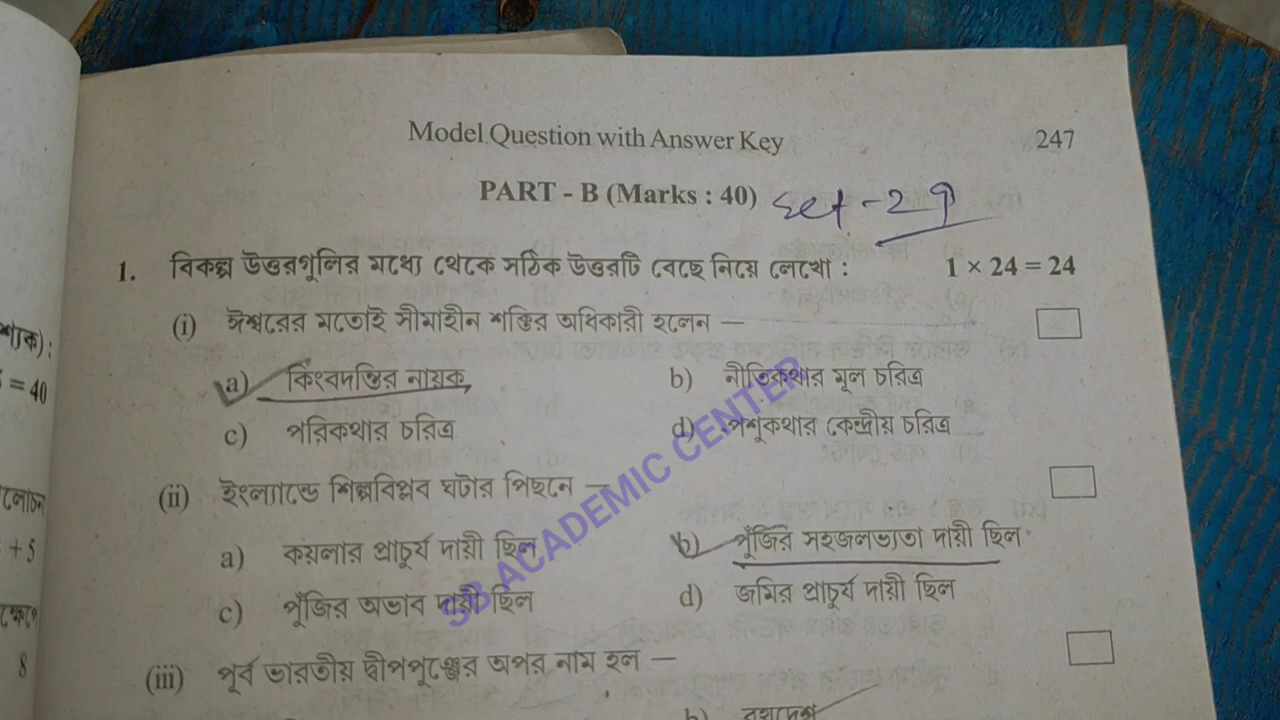 Model Question with Answer Key 247
PART - B (Marks : 40) Set - 29
1. বিকল্প উত্তরগুলির মধ্যে থেকে সঠিক উত্তরটি বেছে নিয়ে লেখো : 1 × 24 = 24
(i) ঈশ্বরের মতোই সীমাহীন শক্তির অধিকারী হলেন —
a) কিংবদন্তির নায়ক b) নীতিকথার মূল চরিত্র
c) পরিকথার চরিত্র d) পশুকথার কেন্দ্রীয় চরিত্র
(ii) ইংল্যান্ডে শিল্পবিপ্লব ঘটার পিছনে —
a) কয়লার প্রাচুর্য দায়ী ছিল b) পুঁজির সহজলভ্যতা দায়ী ছিল
c) পুঁজির অভাব দায়ী ছিল d) জমির প্রাচুর্য দায়ী ছিল
(iii) পূর্ব ভারতীয় দ্বীপপুঞ্জের অপর নাম হল —
b)
= 40
+ 5
8
SB ACADEMIC CENTER